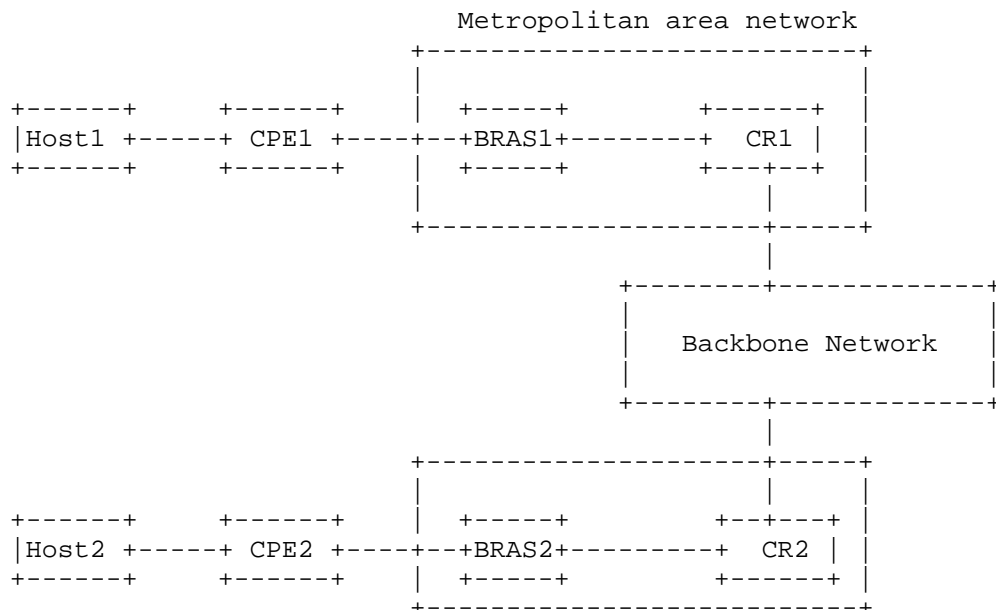 Metropolitan area network
Host1 CPE1 BRAS1 CR1
Backbone Network
Host2 CPE2 BRAS2 CR2